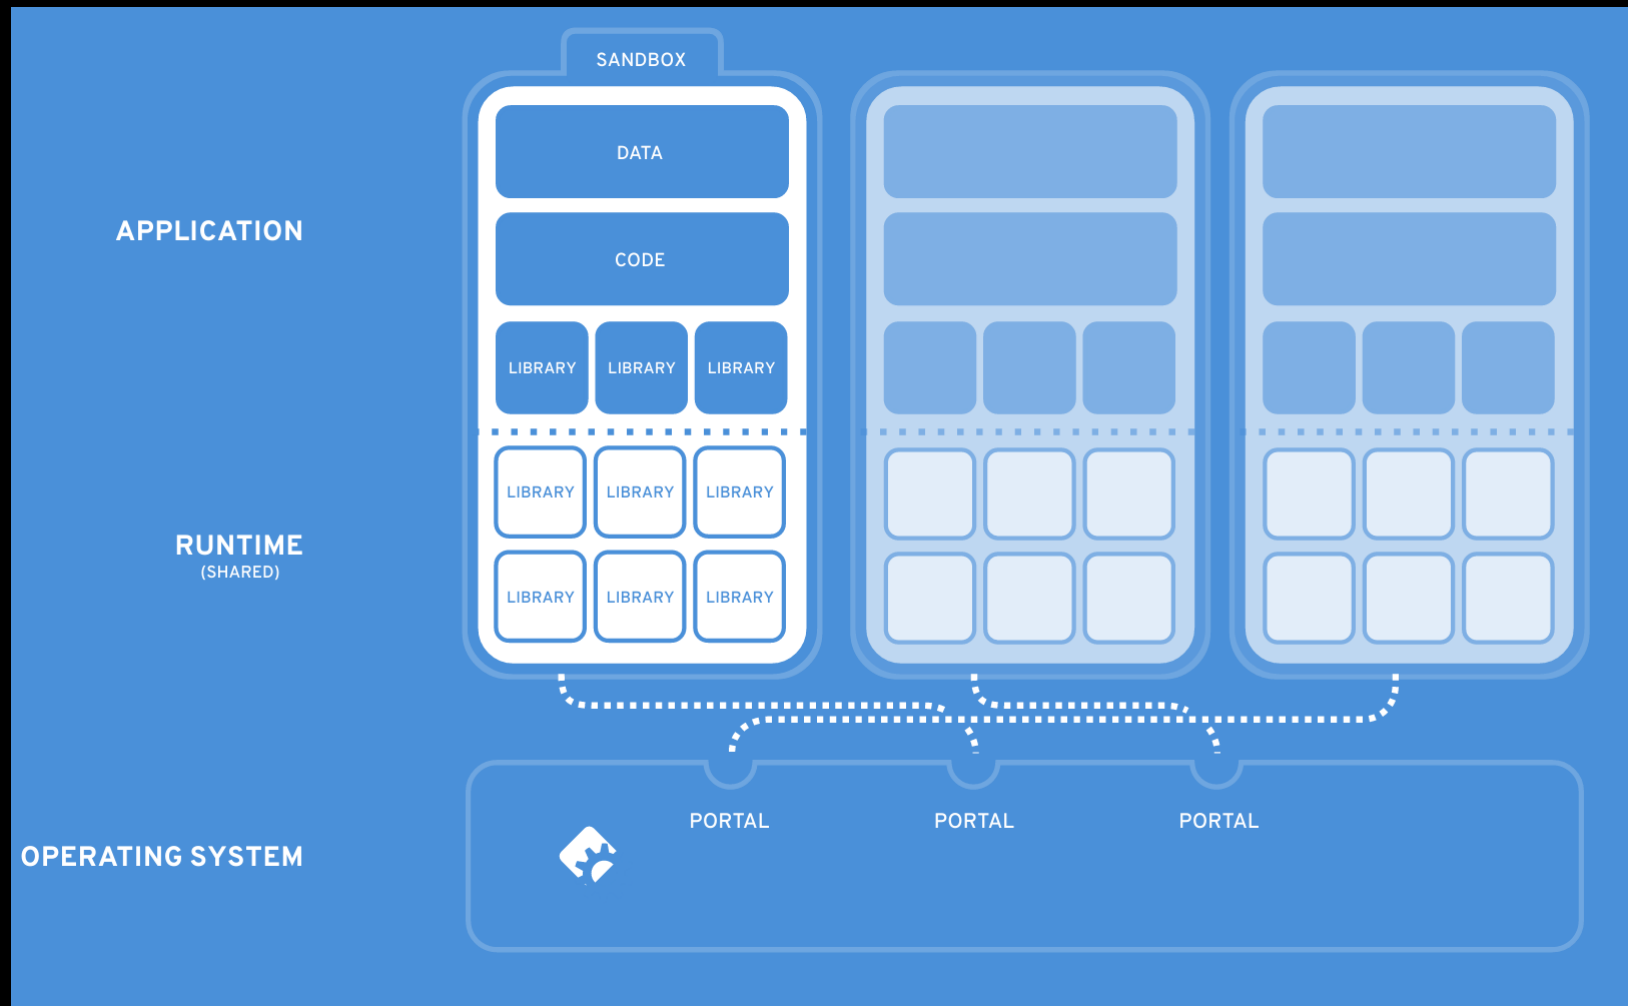 SANDBOX
DATA
APPLICATION
CODE
LIBRARY LIBRARY LIBRARY
LIBRARY LIBRARY LIBRARY
RUNTIME
(SHARED)
LIBRARY LIBRARY LIBRARY
PORTAL PORTAL PORTAL
OPERATING SYSTEM